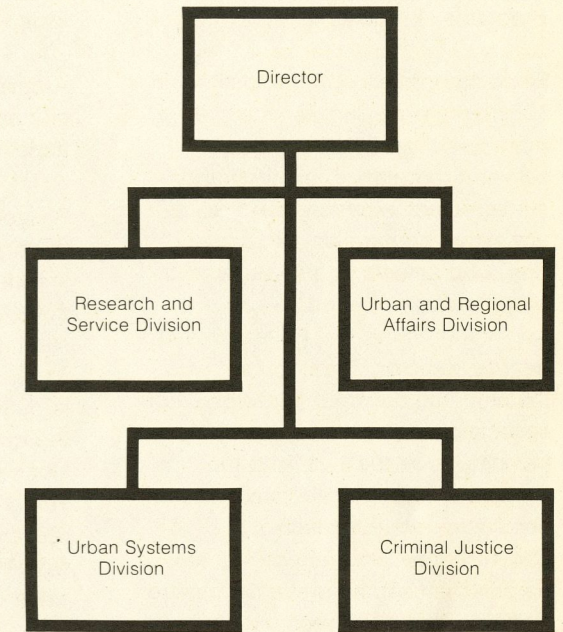 Director
Research and
Service Division
Urban and Regional
Affairs Division
* Urban Systems
Division
Criminal Justice
Division